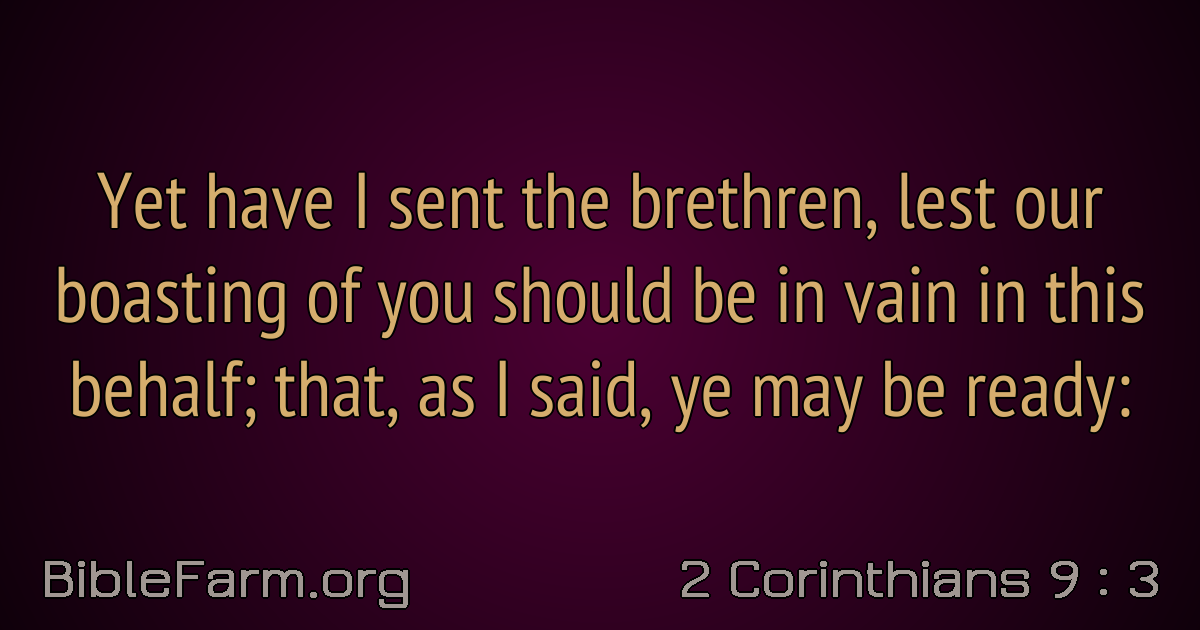 Yet have I sent the brethren, lest our
boasting of you should be in vain in this
behalf; that, as I said, ye may be ready:
BibleFarm.org
2 Corinthians 9 : 3